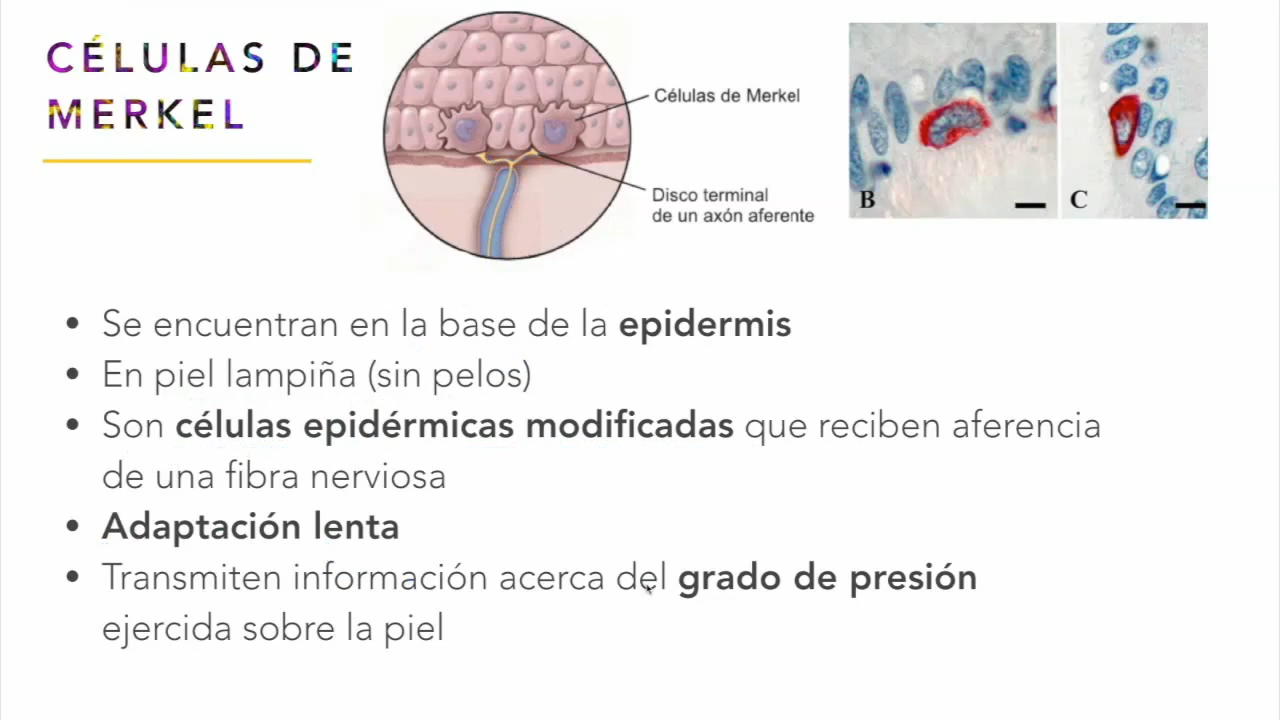 CÉLULAS DE
MERKEL
Células de Merkel
Disco terminal
de un axón aferente
B
C
• Se encuentran en la base de la epidermis
• En piel lampiña (sin pelos)
• Son células epidérmicas modificadas que reciben aferencia
de una fibra nerviosa
• Adaptación lenta
• Transmiten información acerca del grado de presión
ejercida sobre la piel